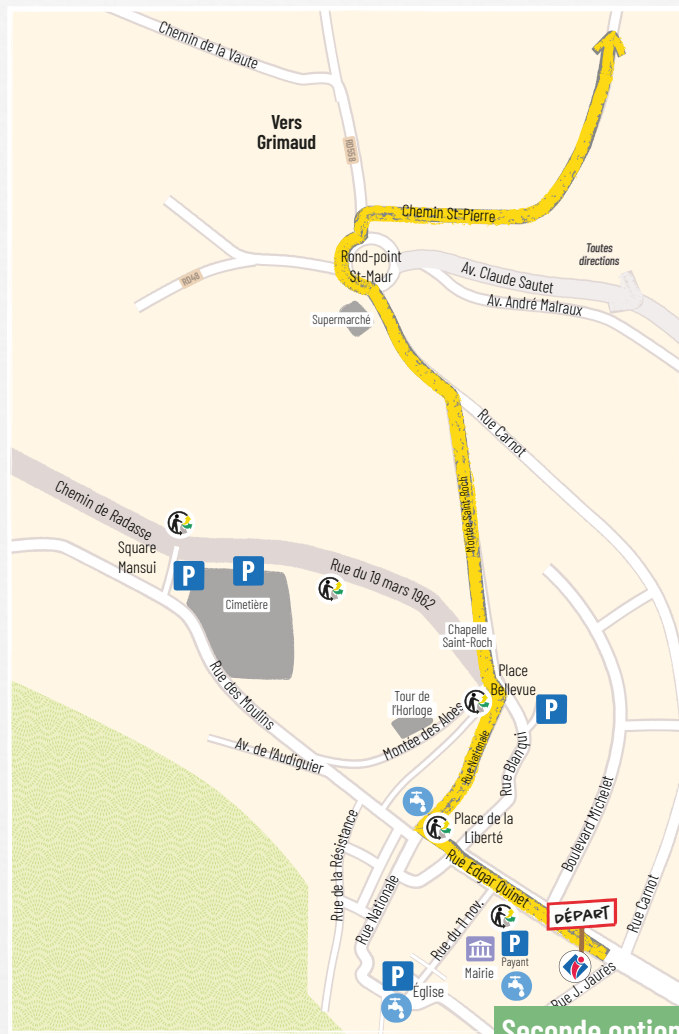 Chemin de la Vaute
Vers
Grimaud
RD558
Chemin St-Pierre
Rond-point
St-Maur
Toutes
directions
Av. Claude Sautet
Av. André Malraux
RD48
Supermarché
Rue Carnot
Montée Saint-Roch
Chemin de Radasse
Square
Mansui
P
P
Cimetière
Rue du 19 mars 1962
Chapelle
Saint-Roch
Place
Bellevue
P
Tour de
l'Horloge
Montée des Aloès
Rue des Moulins
Av. de l'Audiguier
Rue Nationale
Rue Blanqui
Boulevard Michelet
Place de la
Liberté
Rue de la Résistance
Rue Edgar Quinet
Rue Nationale
Rue du 11 nov.
DÉPART
Rue Carnot
Mairie
P
Payant
P
Église
Rue J. Jaurès
Seconde option